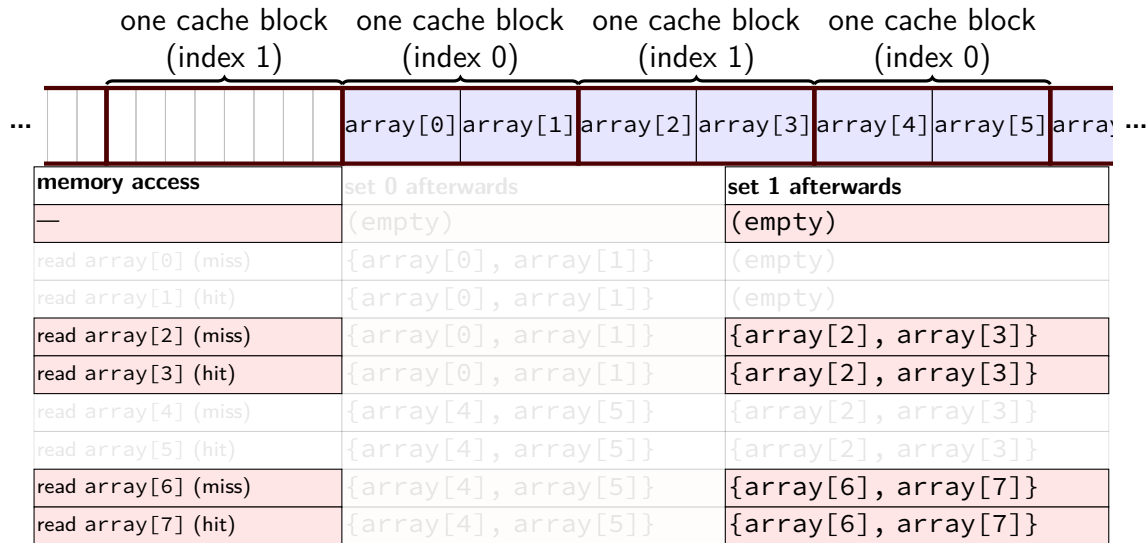 one cache block one cache block one cache block one cache block
(index 1) (index 0) (index 1) (index 0)
... array[0] array[1] array[2] array[3] array[4] array[5] array ...
memory access set 0 afterwards set 1 afterwards
— (empty) (empty)
read array[0] (miss) {array[0], array[1]} (empty)
read array[1] (hit) {array[0], array[1]} (empty)
read array[2] (miss) {array[0], array[1]} {array[2], array[3]}
read array[3] (hit) {array[0], array[1]} {array[2], array[3]}
read array[4] (miss) {array[4], array[5]} {array[2], array[3]}
read array[5] (hit) {array[4], array[5]} {array[2], array[3]}
read array[6] (miss) {array[4], array[5]} {array[6], array[7]}
read array[7] (hit) {array[4], array[5]} {array[6], array[7]}